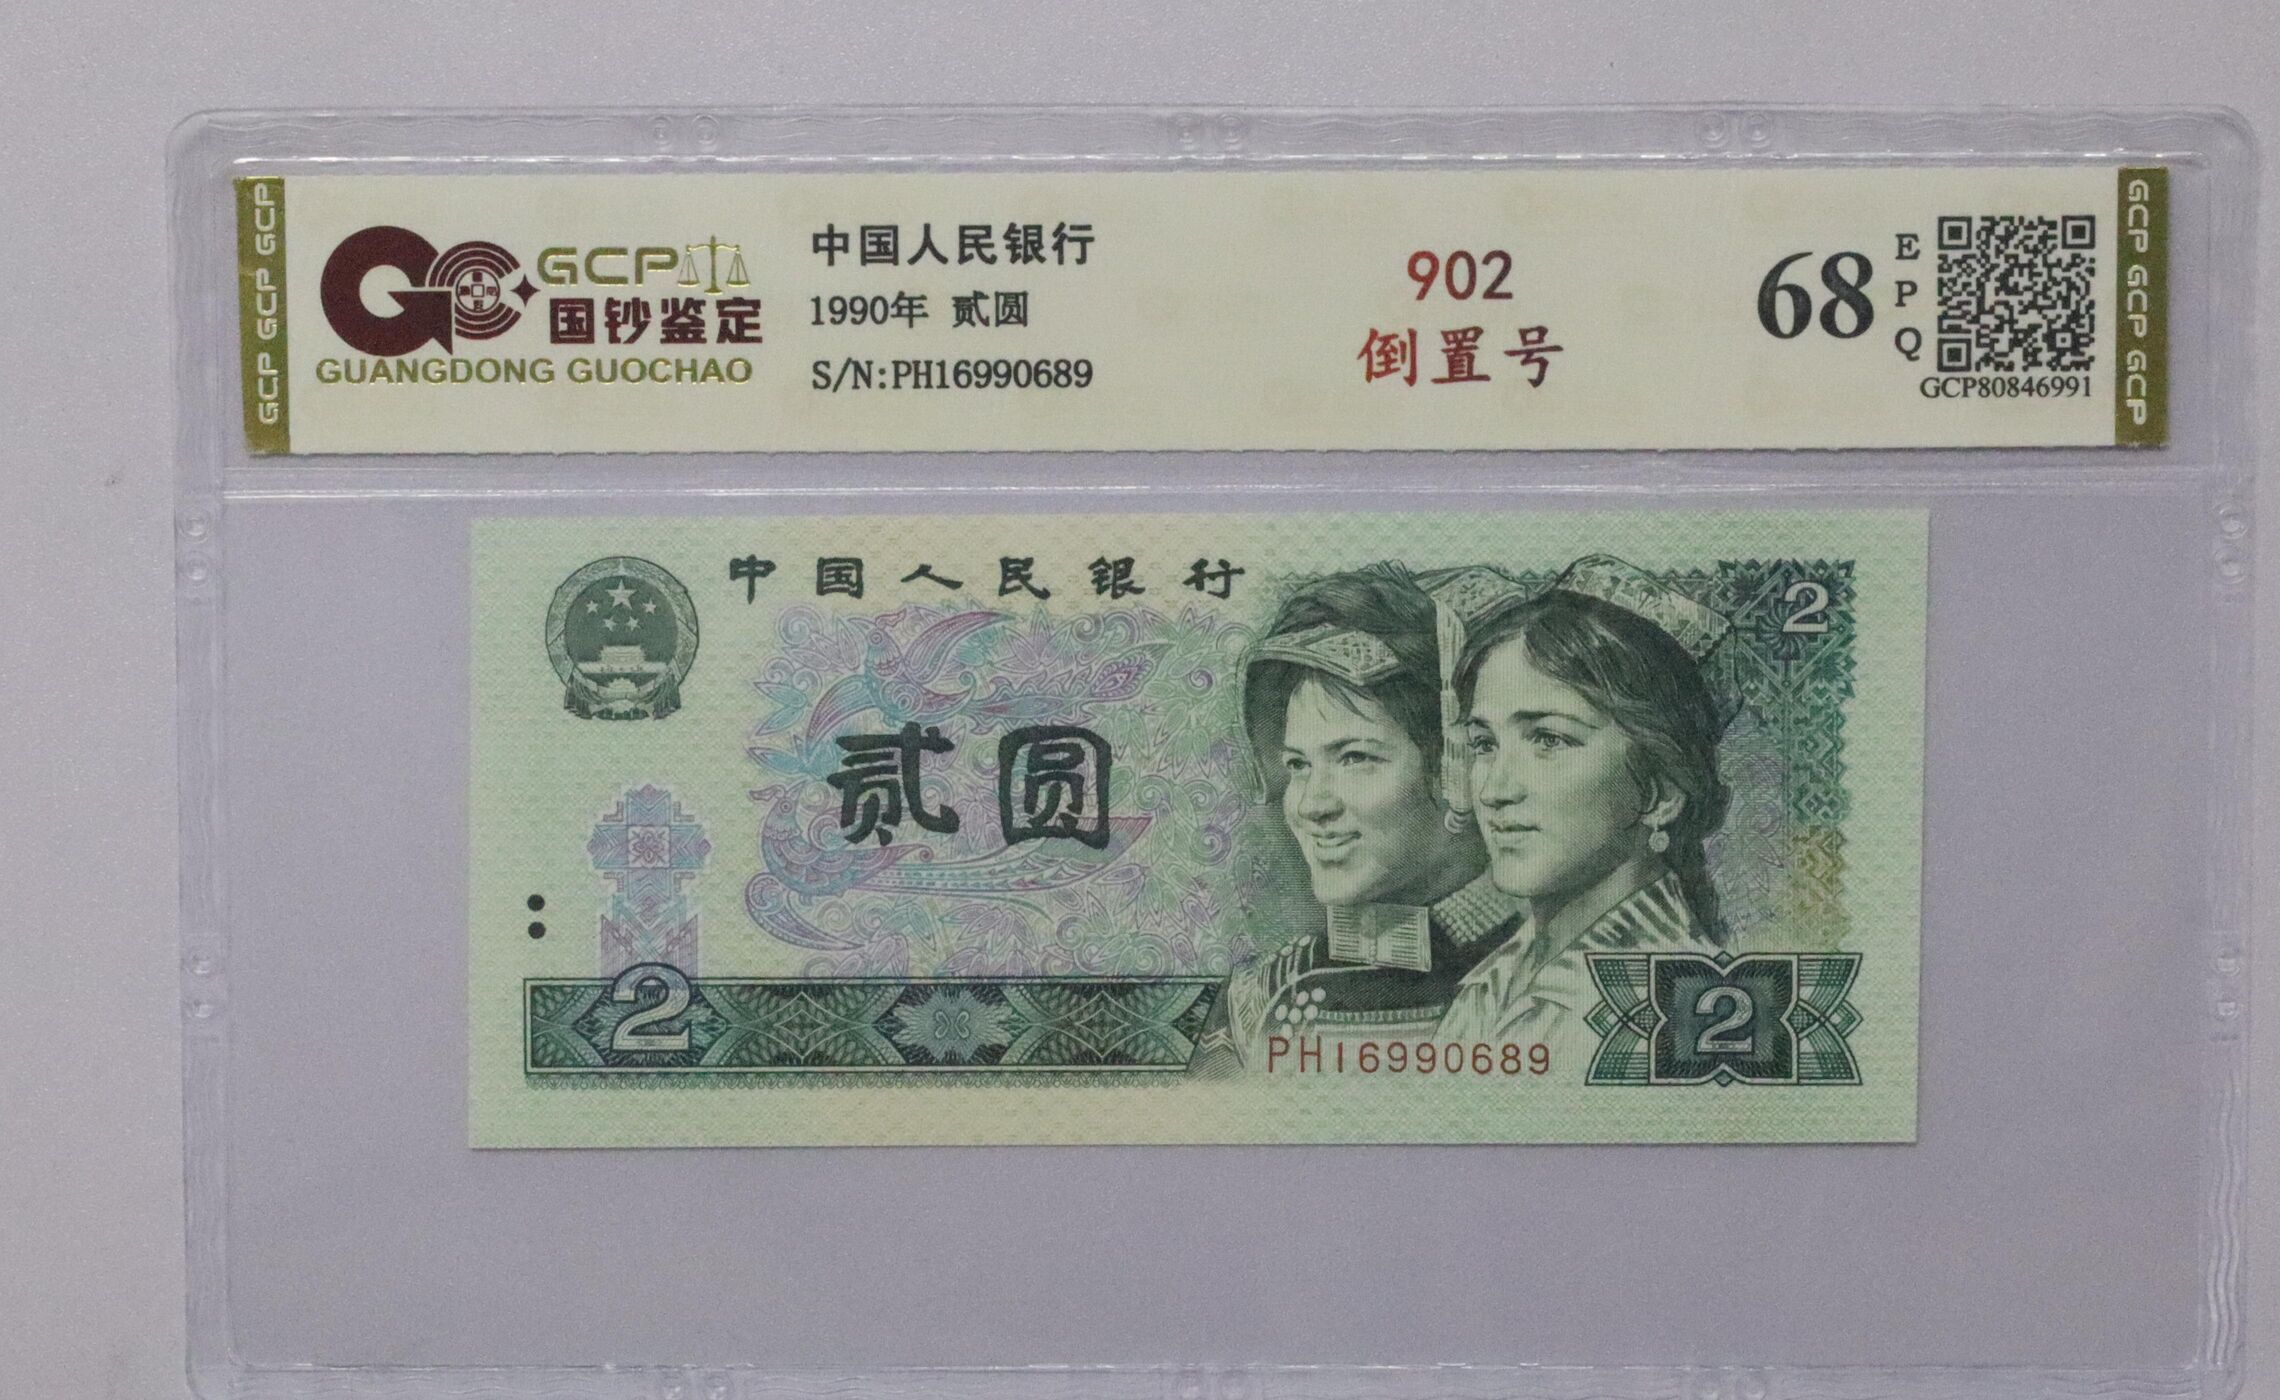 GCP GCP GCP
GCP
国钞鉴定
GUANGDONG GUOCHAO
中国人民银行
1990年 贰圆
S/N:PH16990689
902
倒置号
68
EPQ
GCP80846991
GCP GCP GCP
中国人民银行
2
贰圆
2
2
PH16990689